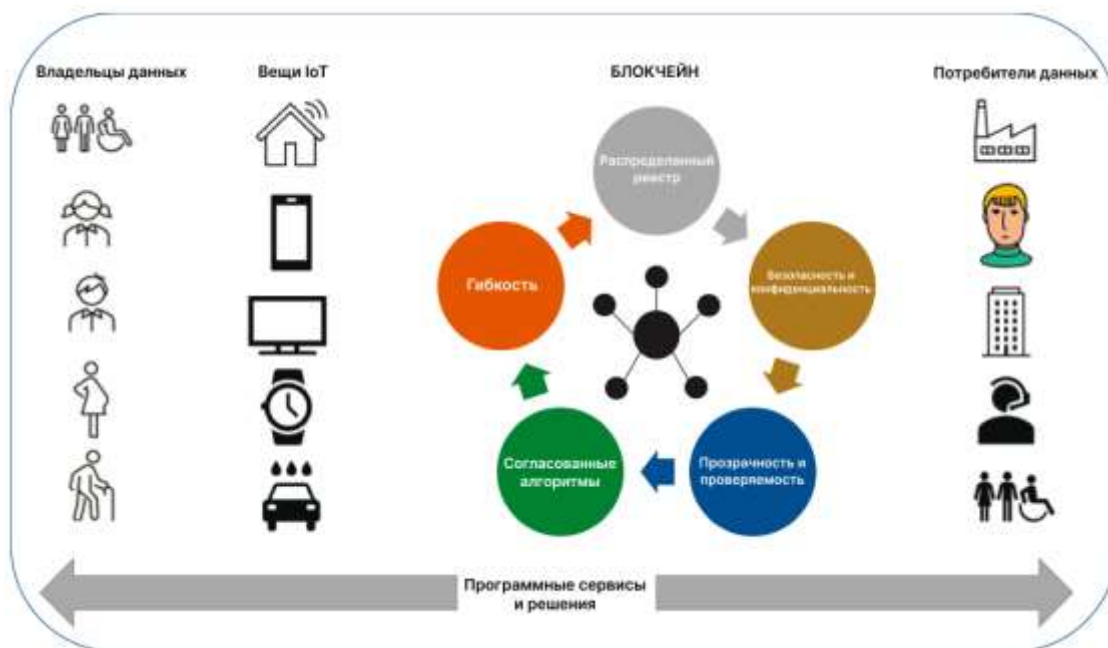 Владельцы данных
Вещи IoT
БЛОКЧЕЙН
Потребители данных
Распределенный
реестр
Безопасность и
конфиденциальность
Гибкость
Согласованные
алгоритмы
Прозрачность и
проверяемость
Программные сервисы
и решения